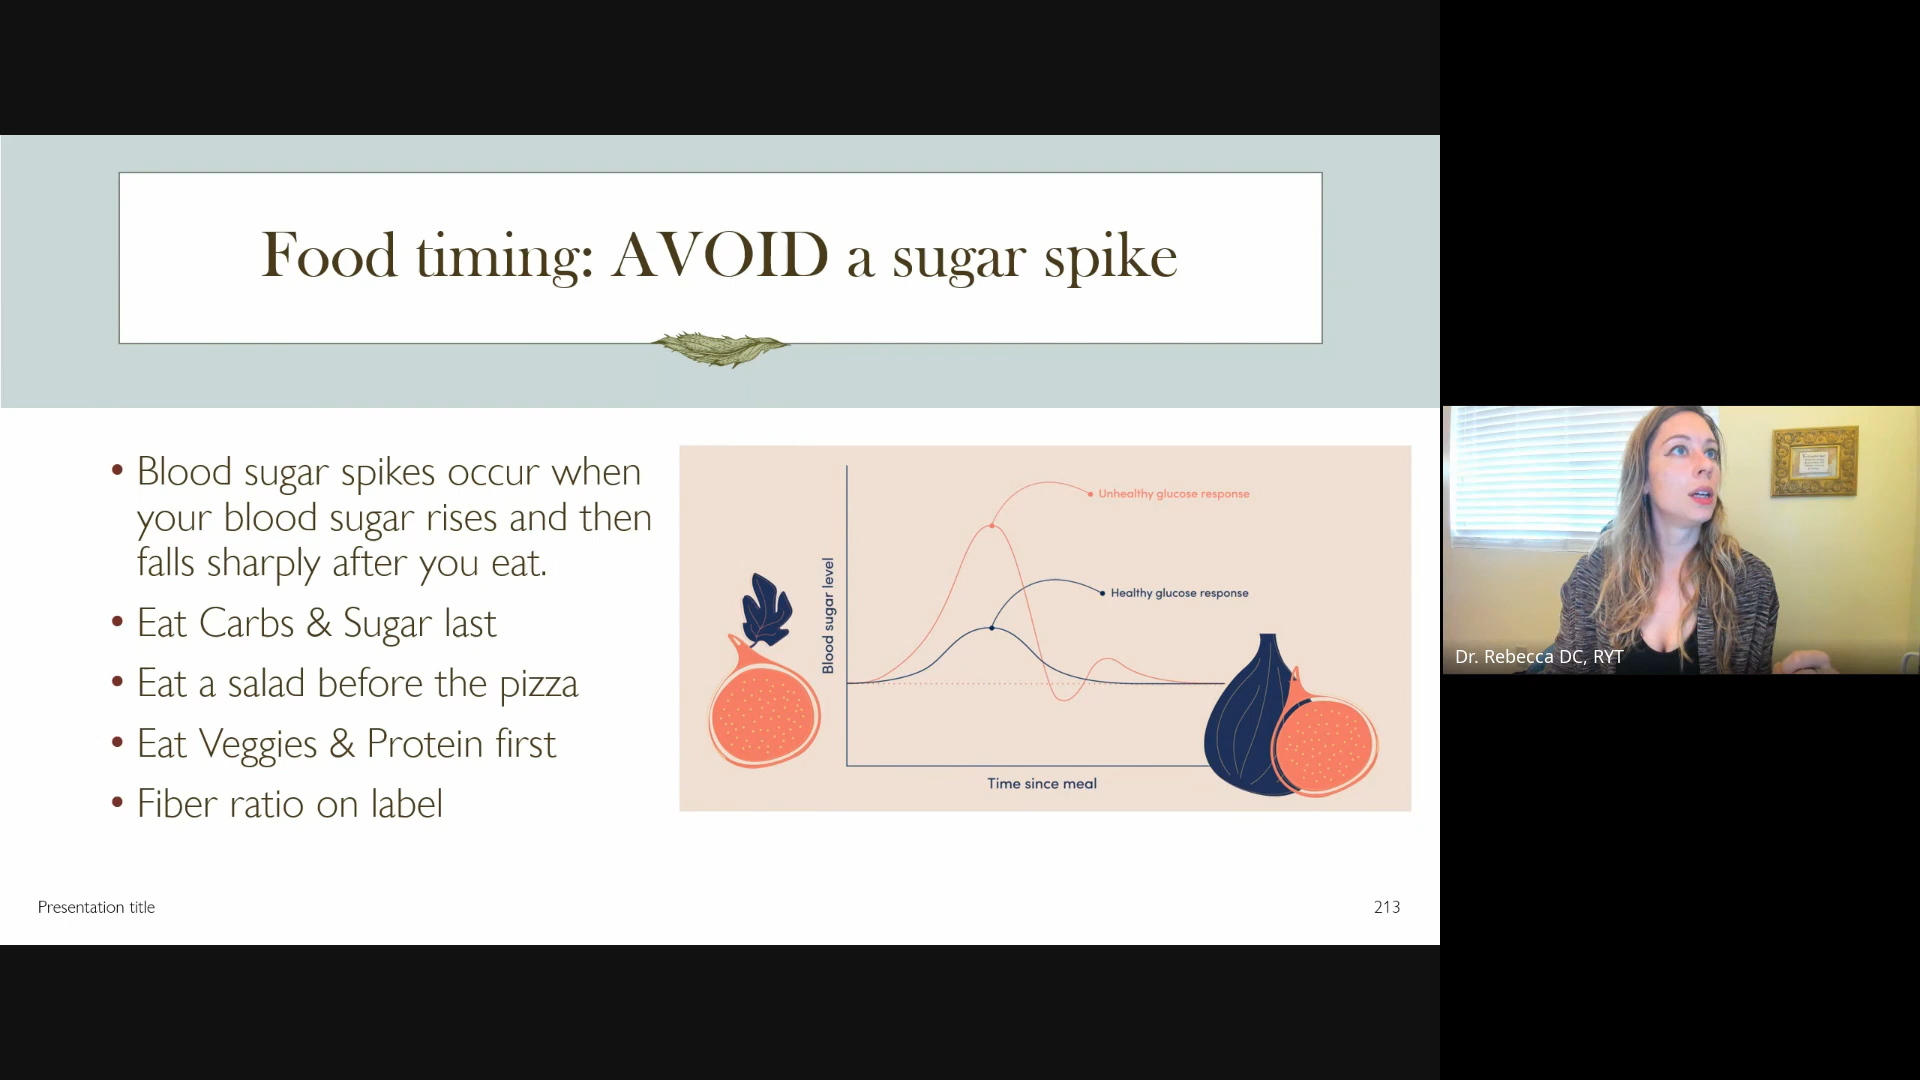 Food timing: AVOID a sugar spike
• Blood sugar spikes occur when
your blood sugar rises and then
falls sharply after you eat.
• Eat Carbs & Sugar last
• Eat a salad before the pizza
• Eat Veggies & Protein first
• Fiber ratio on label
Blood sugar level
Unhealthy glucose response
Healthy glucose response
Time since meal
Presentation title
213
Dr. Rebecca DC, RYT